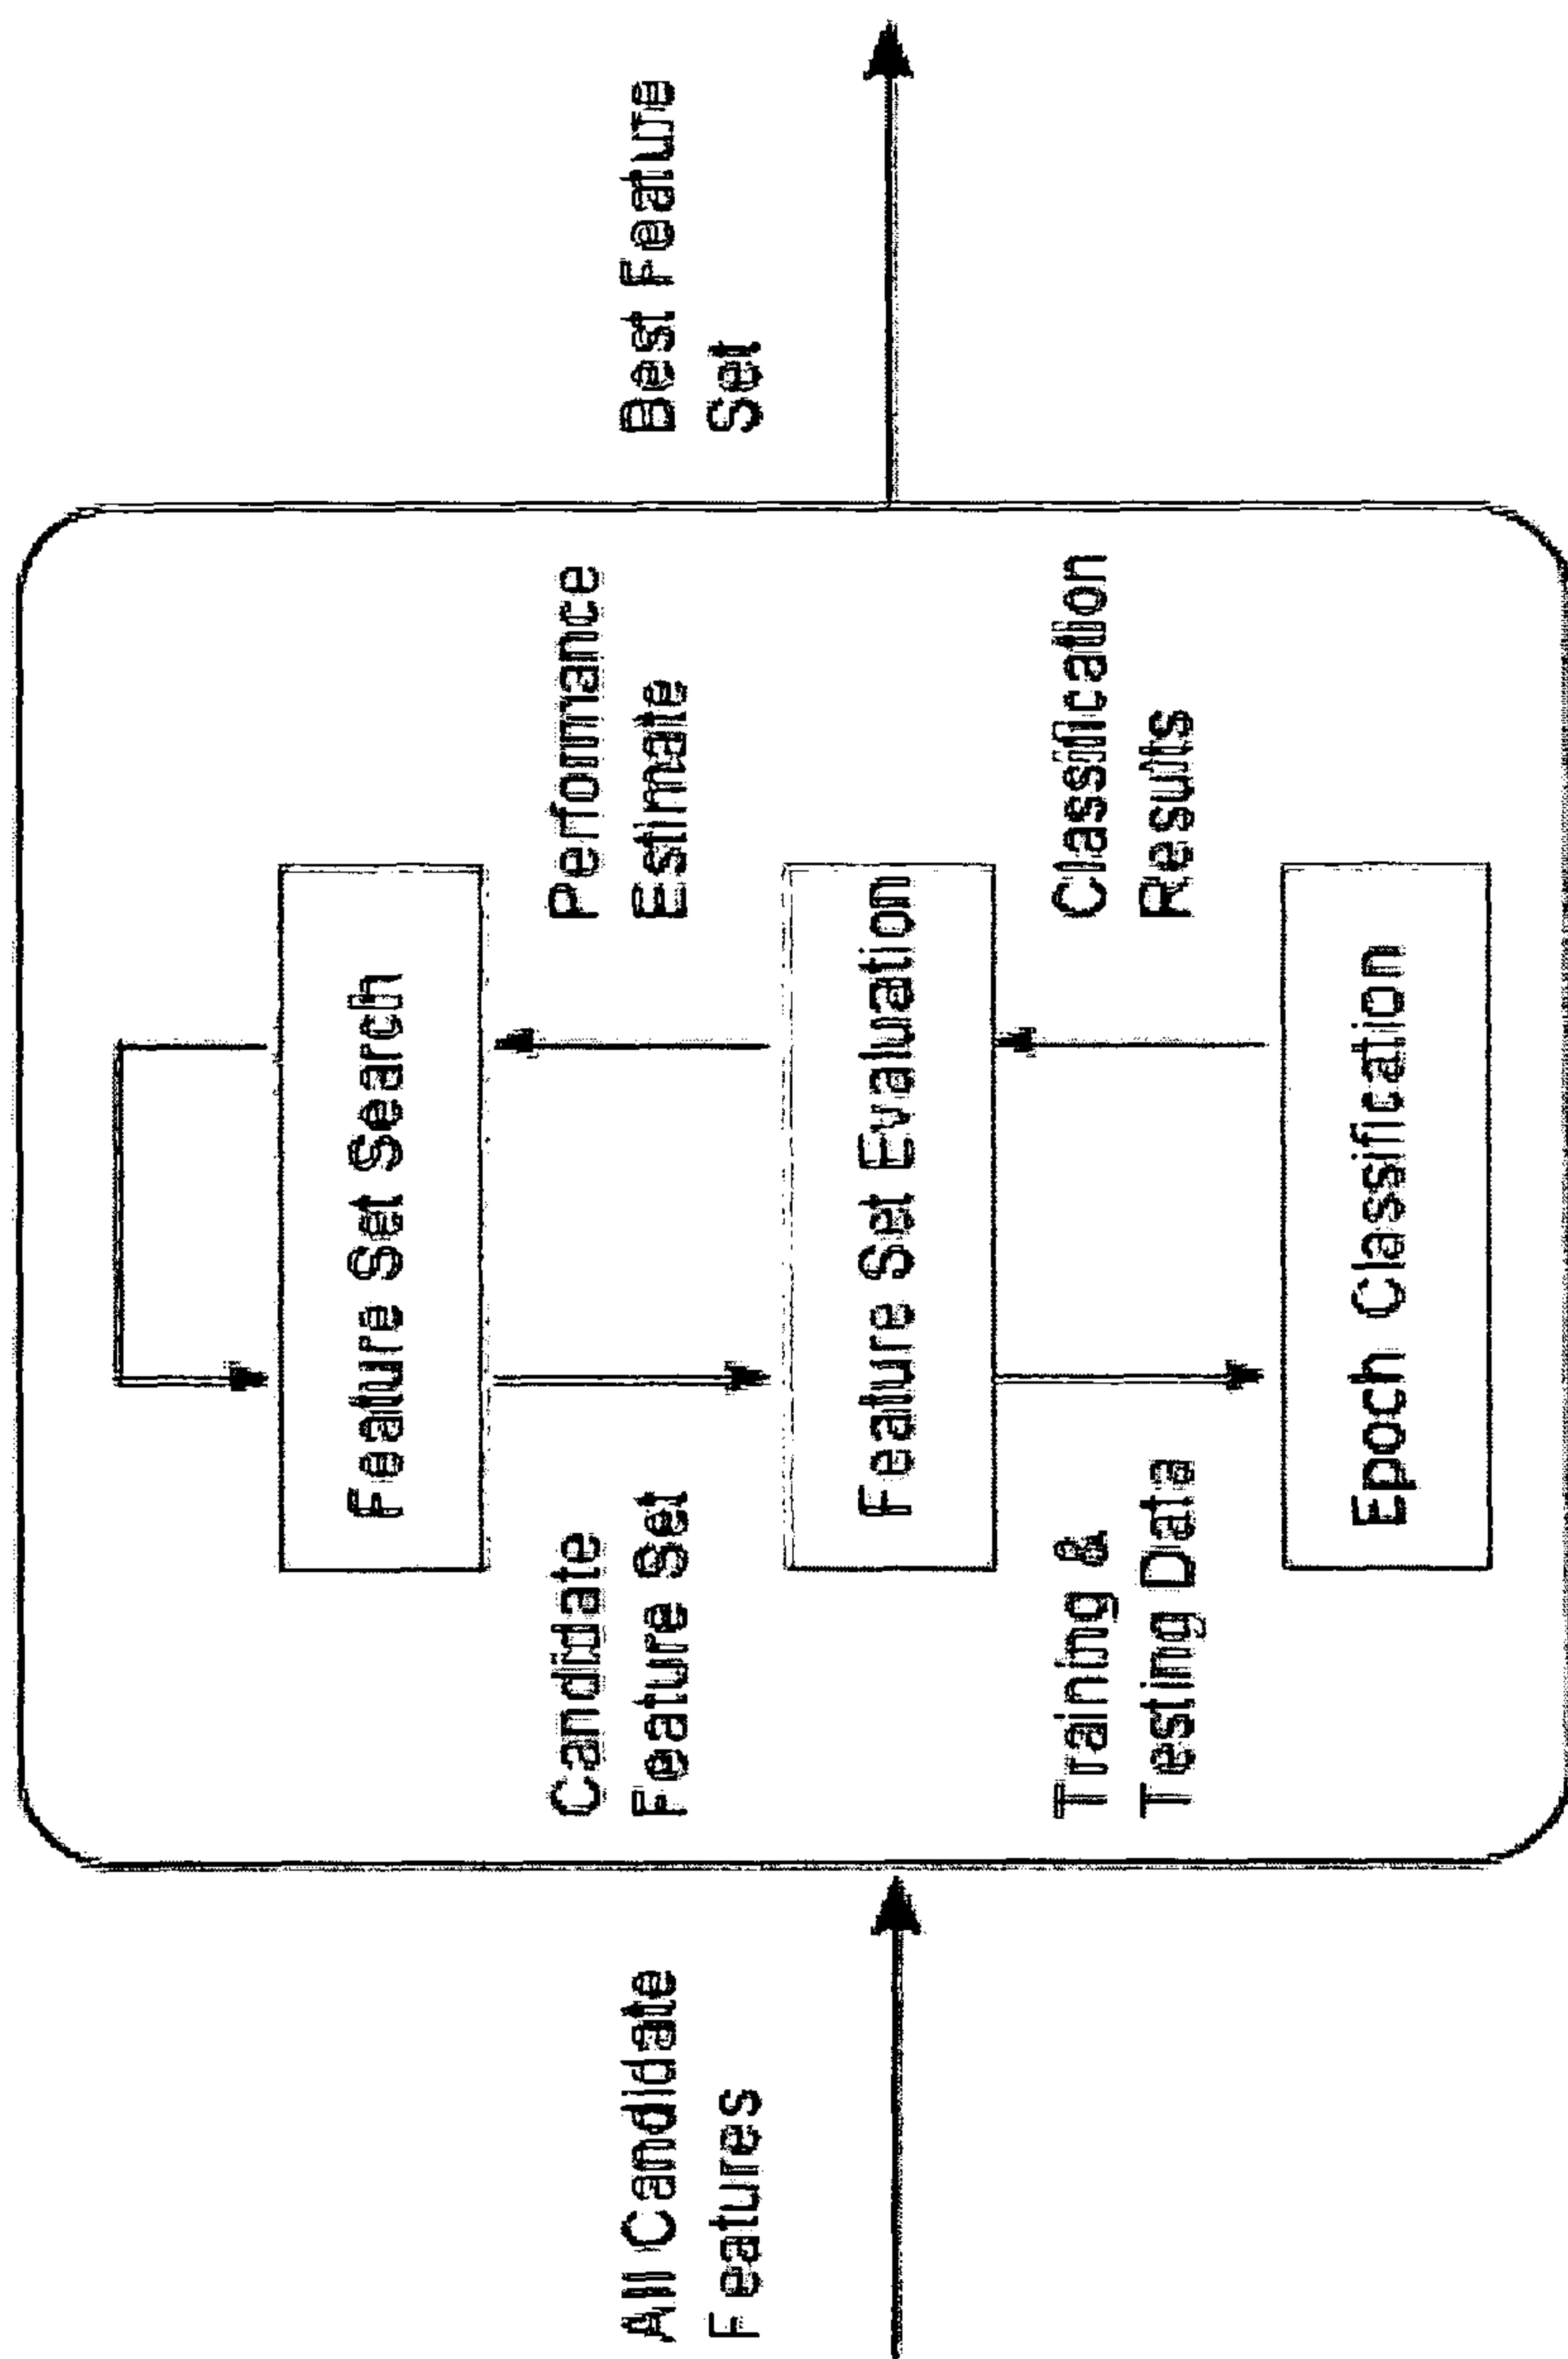 All Candidate
Features
Feature Set Search
Candidate
Feature Set
Performance
Estimate
Feature Set Evaluation
Training &
Testing Data
Classification
Results
Epoch Classification
Best Feature
Set